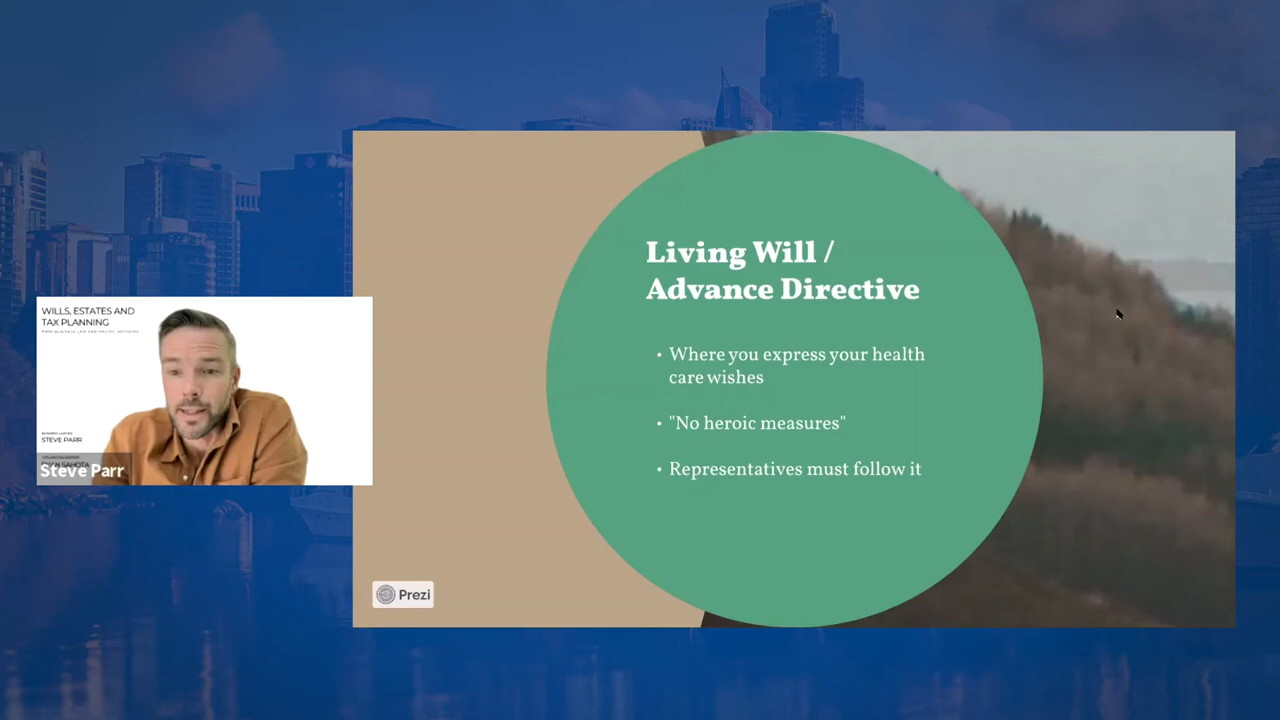 WILLS, ESTATES AND
TAX PLANNING
STEVE PARR
Steve Parr
Living Will /
Advance Directive
• Where you express your health
care wishes
• "No heroic measures"
• Representatives must follow it
Prezi